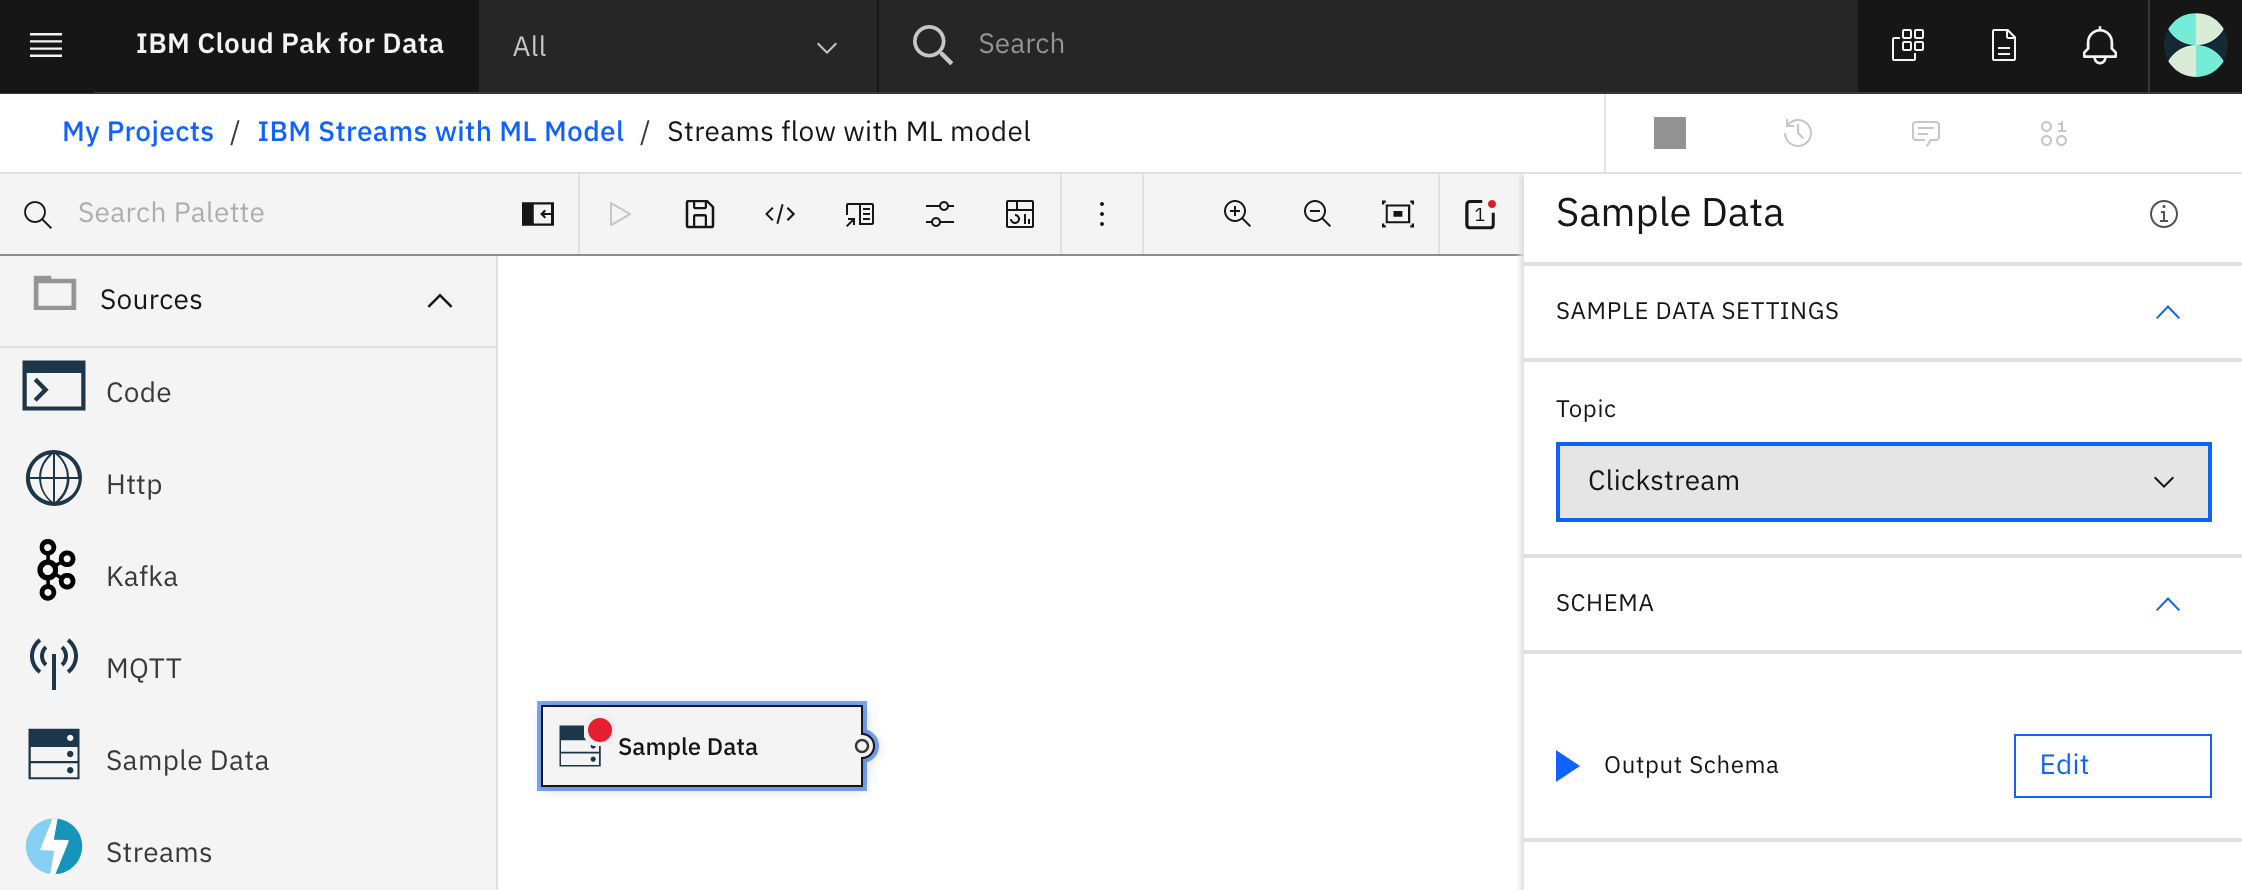 IBM Cloud Pak for Data
All
Search
My Projects / IBM Streams with ML Model / Streams flow with ML model
Search Palette
1
Sources
Code
Http
Kafka
MQTT
Sample Data
Streams
Sample Data
Sample Data
SAMPLE DATA SETTINGS
Topic
Clickstream
SCHEMA
Output Schema
Edit